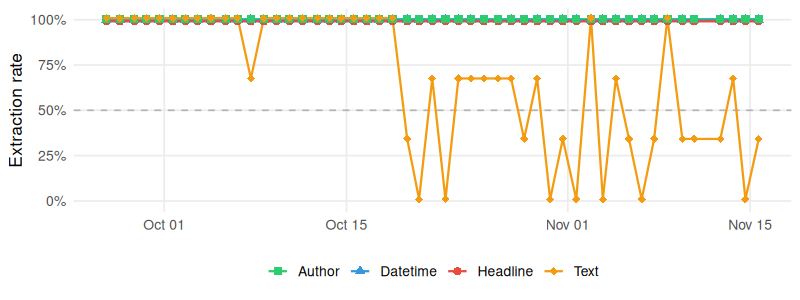 Extraction rate
100%
75%
50%
25%
0%
Oct 01 Oct 15 Nov 01 Nov 15
Author Datetime Headline Text